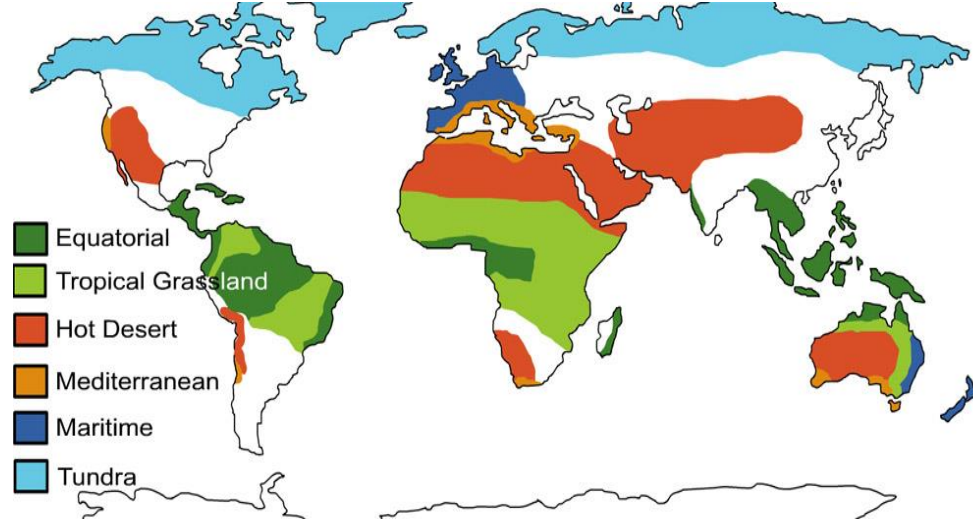 Equatorial
Tropical Grassland
Hot Desert
Mediterranean
Maritime
Tundra